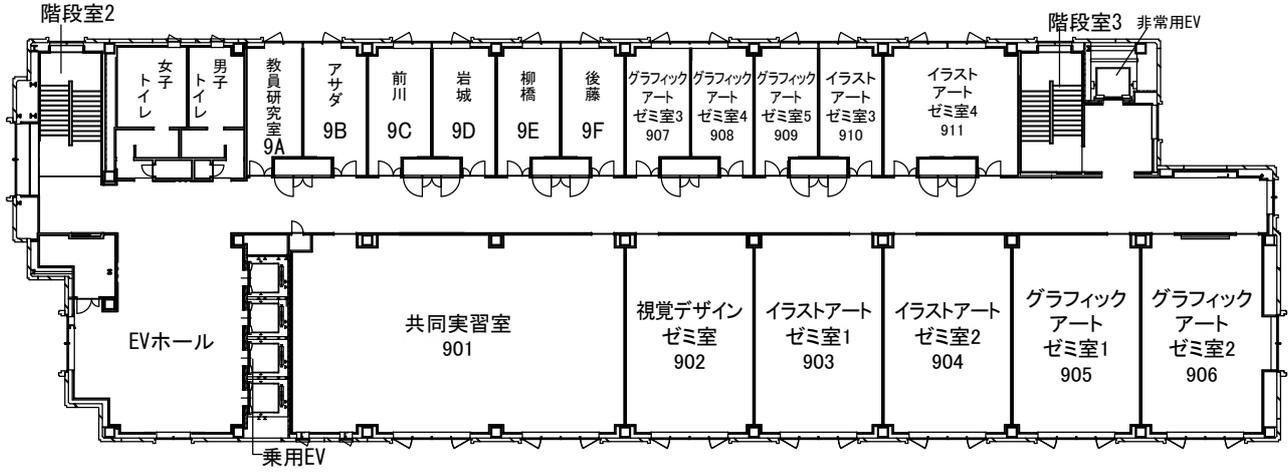 階段室2
階段室3
非常用EV
女子
トイレ
男子
トイレ
教員研究室
9A
アサダ
9B
前川
9C
岩城
9D
柳橋
9E
後藤
9F
グラフィック
アート
ゼミ室3
907
グラフィック
アート
ゼミ室4
908
グラフィック
アート
ゼミ室5
909
イラスト
アート
ゼミ室3
910
イラスト
アート
ゼミ室4
911
EVホール
乗用EV
共同実習室
901
視覚デザイン
ゼミ室
902
イラストアート
ゼミ室1
903
イラストアート
ゼミ室2
904
グラフィック
アート
ゼミ室1
905
グラフィック
アート
ゼミ室2
906